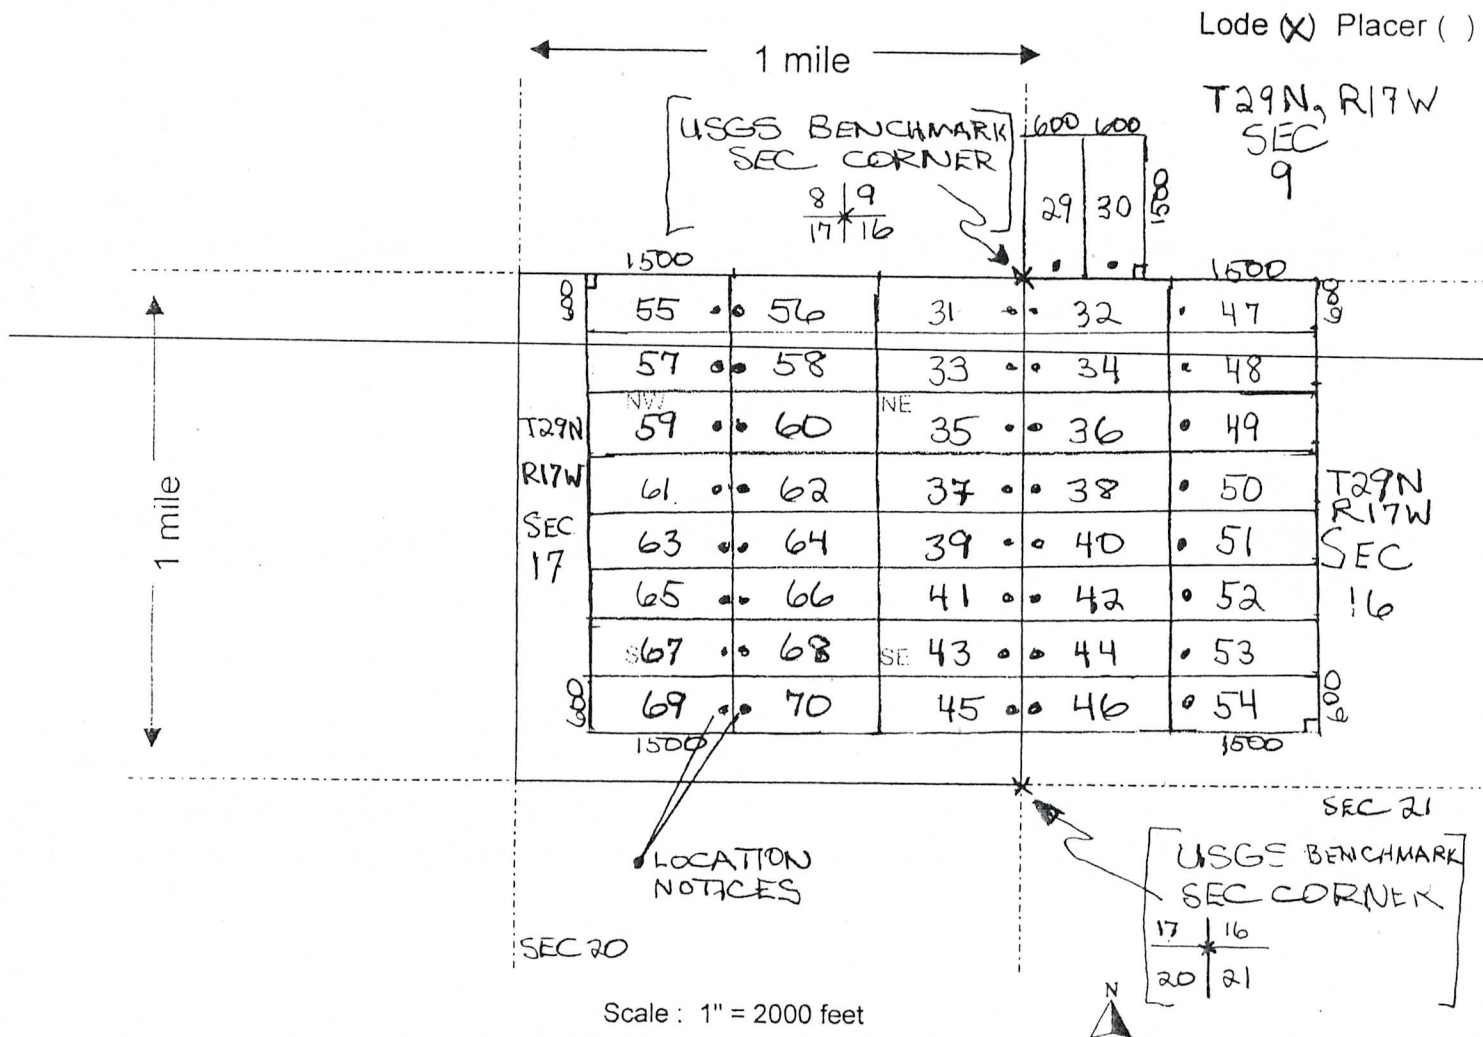 Lode (X) Placer ( )
1 mile
T29N, R17W
SEC
9
USGS BENCHMARK
SEC CORNER
8 9
17 16
600 600
29 30
1500
1500
1500
600
55 56 31 32 47
600
57 58 33 34 48
NW NE
59 60 35 36 49
T29N
R17W
SEC
17
61 62 37 38 50
T29N
R17W
SEC
16
63 64 39 40 51
1 mile
65 66 41 42 52
S SE
67 68 43 44 53
600
69 70 45 46 54
600
1500
1500
LOCATION
NOTICES
SEC 21
USGS BENCHMARK
SEC CORNER
17 16
20 21
SEC 20
N
Scale : 1" = 2000 feet